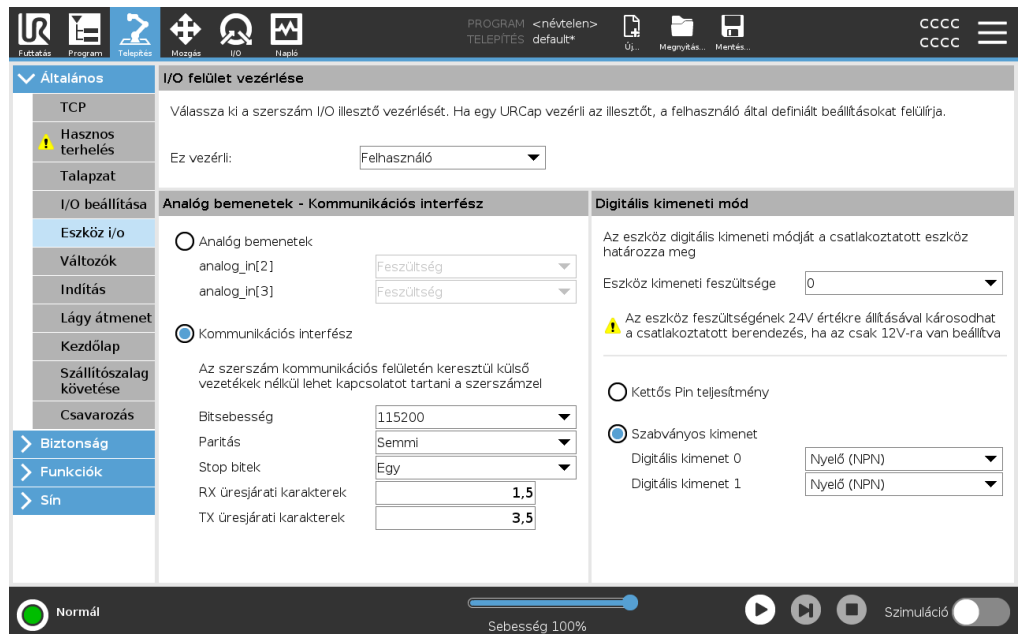 UR
PROGRAM <névtelen>
TELEPÍTÉS default*
CCCC
CCCC
Futtatás Program Telepítés Mozgás I/O Napló Új... Megnyitás... Mentés...
Általános
TCP
Hasznos
terhelés
Talapzat
I/O beállítása
Eszköz i/o
Változók
Indítás
Lágy átmenet
Kezdőlap
Szállítószalag
követése
Csavarozás
Biztonság
Funkciók
Sín
I/O felület vezérlése
Válassza ki a szerszám I/O illesztő vezérlését. Ha egy URCap vezérli az illesztőt, a felhasználó által definiált beállításokat felülírja.
Ez vezérli: Felhasználó
Analóg bemenetek - Kommunikációs interfész
Analóg bemenetek
analog_in[2] Feszültség
analog_in[3] Feszültség
Kommunikációs interfész
Az szerszám kommunikációs felületén keresztül külső
vezetékek nélkül lehet kapcsolatot tartani a szerszámzel
Bitsebesség 115200
Paritás Semmi
Stop bitek Egy
RX üresjárati karakterek 1,5
TX üresjárati karakterek 3,5
Digitális kimeneti mód
Az eszköz digitális kimeneti módját a csatlakoztatott eszköz
határozza meg
Eszköz kimeneti feszültsége 0
Az eszköz feszültségének 24V értékre állításával károsodhat
a csatlakoztatott berendezés, ha az csak 12V-ra van beállítva
Kettős Pin teljesítmény
Szabványos kimenet
Digitális kimenet 0 Nyelő (NPN)
Digitális kimenet 1 Nyelő (NPN)
Normál
Sebesség 100%
Szimuláció